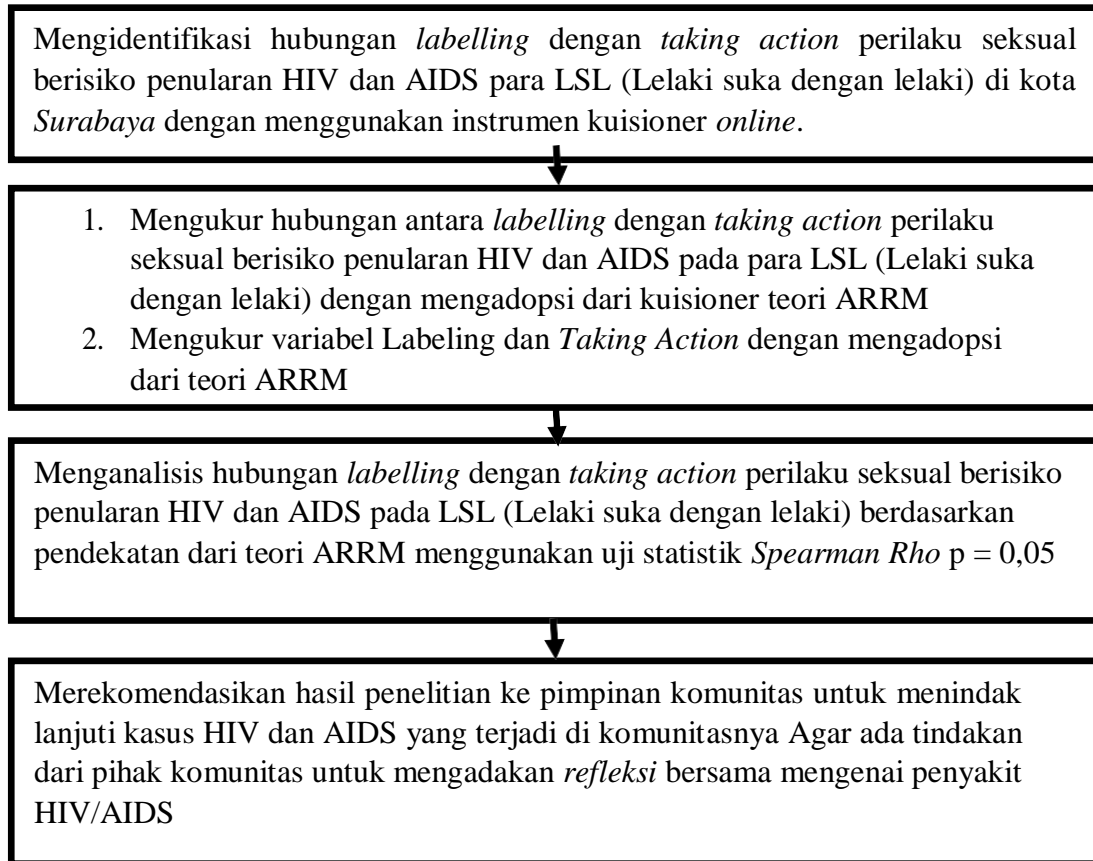 Mengidentifikasi hubungan labelling dengan taking action perilaku seksual
berisiko penularan HIV dan AIDS para LSL (Lelaki suka dengan lelaki) di kota
Surabaya dengan menggunakan instrumen kuisioner online.
1. Mengukur hubungan antara labelling dengan taking action perilaku
seksual berisiko penularan HIV dan AIDS pada para LSL (Lelaki suka
dengan lelaki) dengan mengadopsi dari kuisioner teori ARRM
2. Mengukur variabel Labeling dan Taking Action dengan mengadopsi
dari teori ARRM
Menganalisis hubungan labelling dengan taking action perilaku seksual berisiko
penularan HIV dan AIDS pada LSL (Lelaki suka dengan lelaki) berdasarkan
pendekatan dari teori ARRM menggunakan uji statistik Spearman Rho p = 0,05
Merekomendasikan hasil penelitian ke pimpinan komunitas untuk menindak
lanjuti kasus HIV dan AIDS yang terjadi di komunitasnya Agar ada tindakan
dari pihak komunitas untuk mengadakan refleksi bersama mengenai penyakit
HIV/AIDS